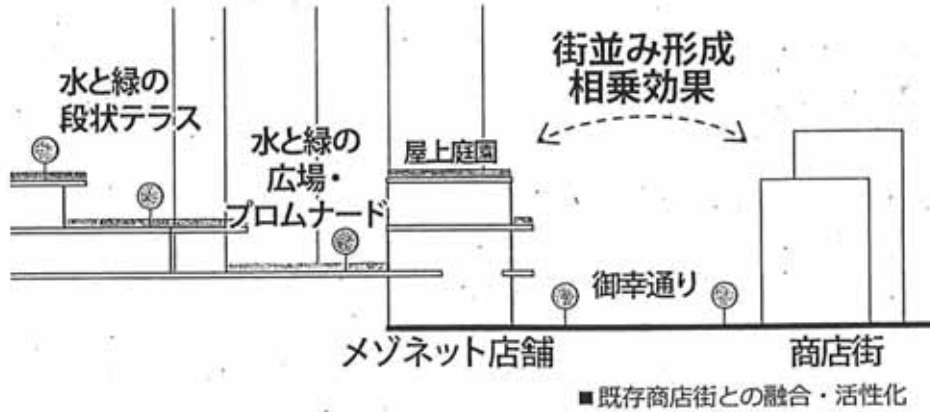 街並み形成
相乗効果
水と緑の
段状テラス
水と緑の
広場・
プロムナード
屋上庭園
御幸通り
メゾネット店舗
商店街
■既存商店街との融合・活性化